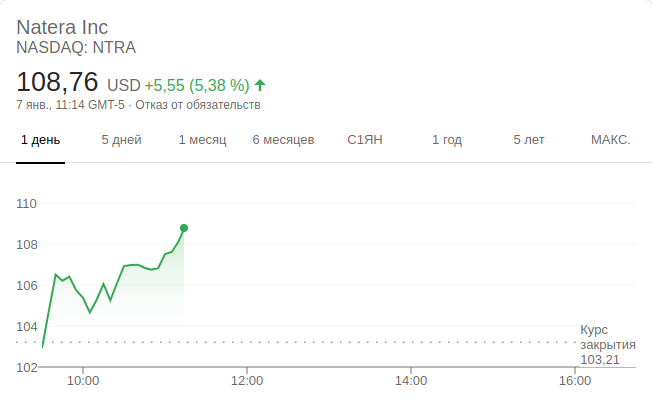 Natera Inc
NASDAQ: NTRA
108,76 USD +5,55 (5,38 %)
7 янв., 11:14 GMT-5 · Отказ от обязательств
1 день 5 дней 1 месяц 6 месяцев С1ЯН 1 год 5 лет МАКС.
110
108
106
104
102
Курс
закрытия
103,21
10:00 12:00 14:00 16:00